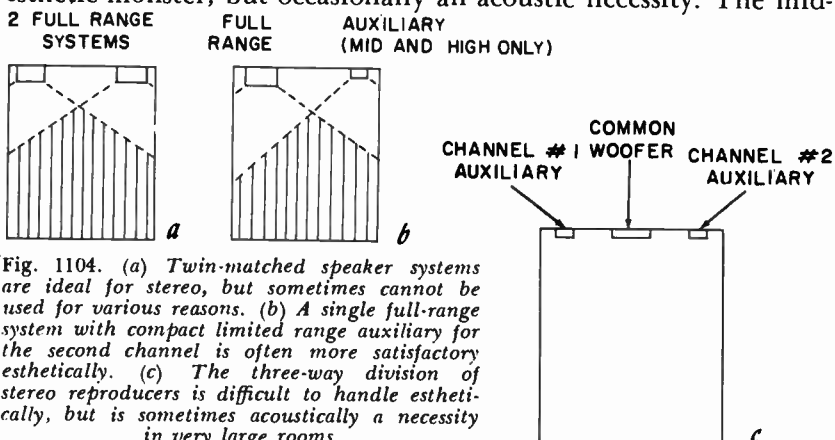 esthetic monster, but occasionally an acoustic necessity. The mid-
2 FULL RANGE
SYSTEMS
FULL
RANGE
AUXILIARY
(MID AND HIGH ONLY)
a
b
COMMON
CHANNEL #1 WOOFER CHANNEL #2
AUXILIARY
AUXILIARY
Fig. 1104. (a) Twin-matched speaker systems
are ideal for stereo, but sometimes cannot be
used for various reasons. (b) A single full-range
system with compact limited range auxiliary for
the second channel is often more satisfactory
esthetically. (c) The three-way division of
stereo reproducers is difficult to handle estheti-
cally, but is sometimes acoustically a necessity
in very large rooms
c